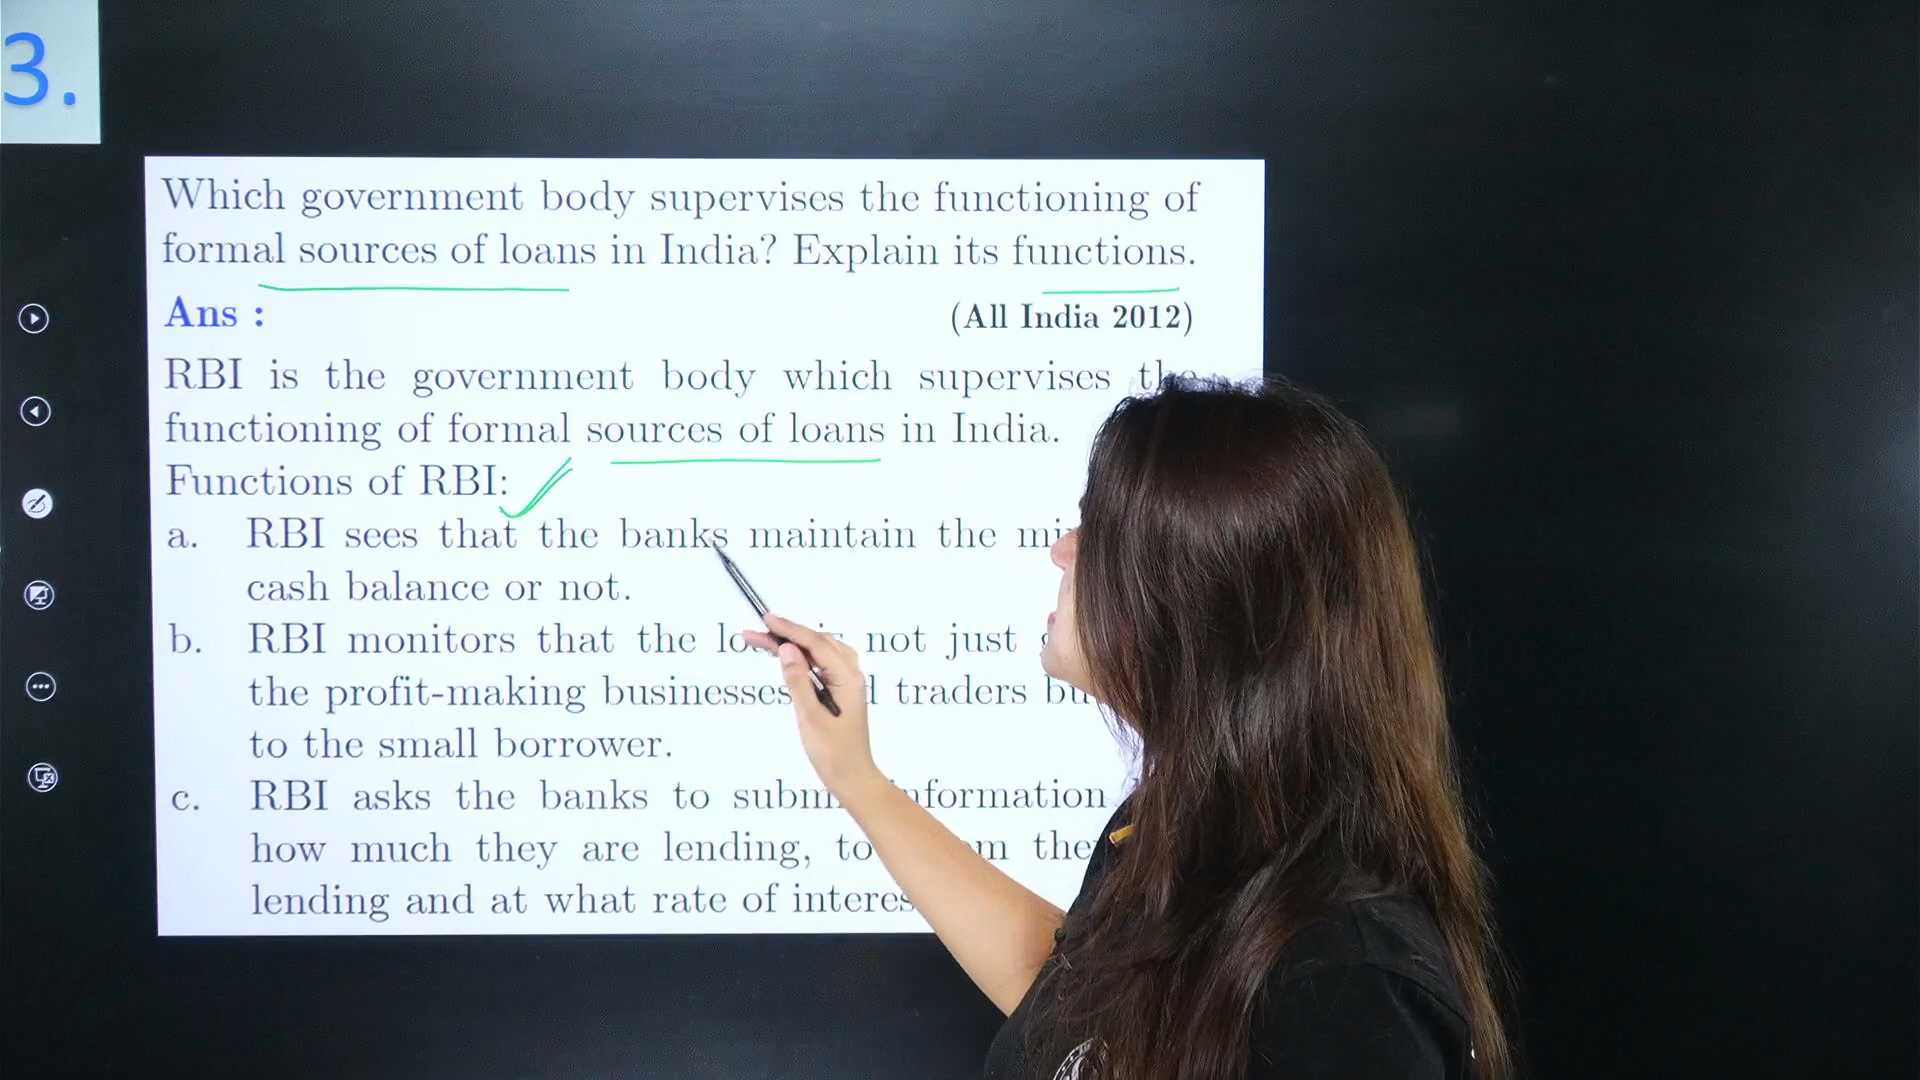 3.
Which government body supervises the functioning of
formal sources of loans in India? Explain its functions.
Ans :
(All India 2012)
RBI is the government body which supervises the
functioning of formal sources of loans in India.
Functions of RBI:
a. RBI sees that the banks maintain the
cash balance or not.
b. RBI monitors that the not just
the profit-making businesses traders
to the small borrower.
c. RBI asks the banks to information
how much they are lending, to
lending and at what rate of